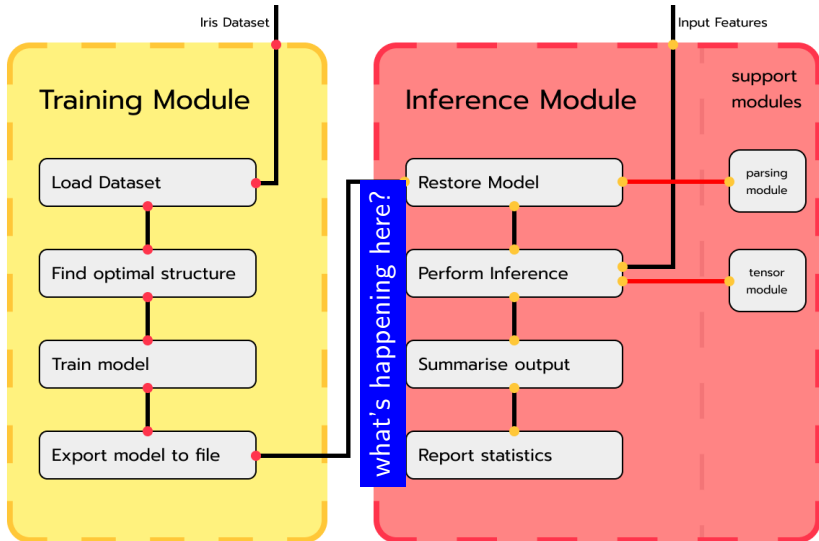 Iris Dataset
Input Features
Training Module
Load Dataset
Find optimal structure
Train model
Export model to file
what's happening here?
Inference Module
Restore Model
Perform Inference
Summarise output
Report statistics
support
modules
parsing
module
tensor
module